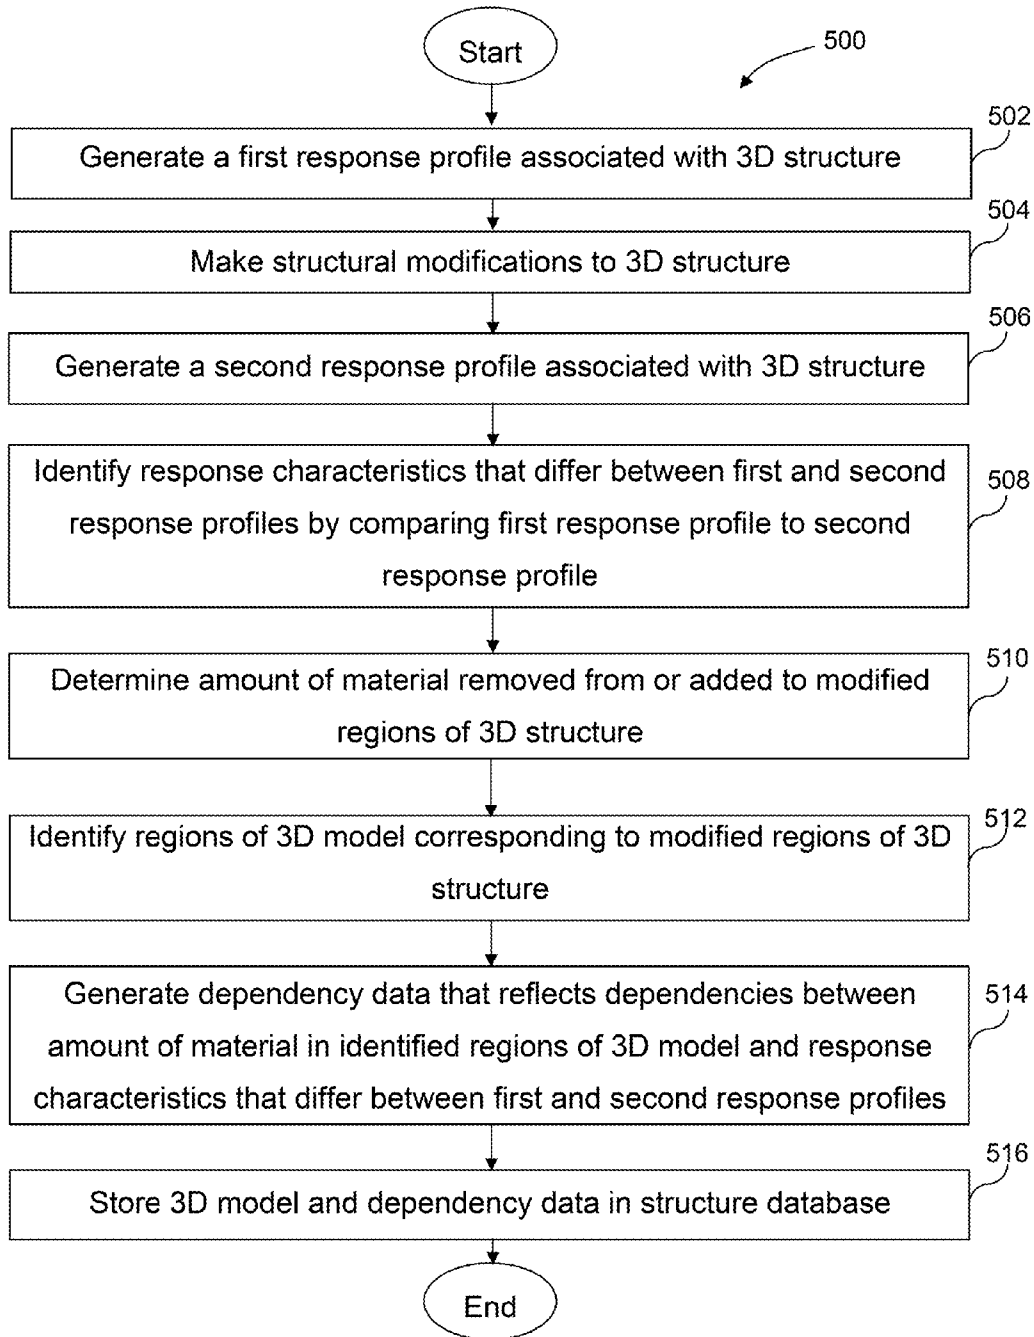 Start
500
502
Generate a first response profile associated with 3D structure
504
Make structural modifications to 3D structure
506
Generate a second response profile associated with 3D structure
508
Identify response characteristics that differ between first and second
response profiles by comparing first response profile to second
response profile
510
Determine amount of material removed from or added to modified
regions of 3D structure
512
Identify regions of 3D model corresponding to modified regions of 3D
structure
514
Generate dependency data that reflects dependencies between
amount of material in identified regions of 3D model and response
characteristics that differ between first and second response profiles
516
Store 3D model and dependency data in structure database
End